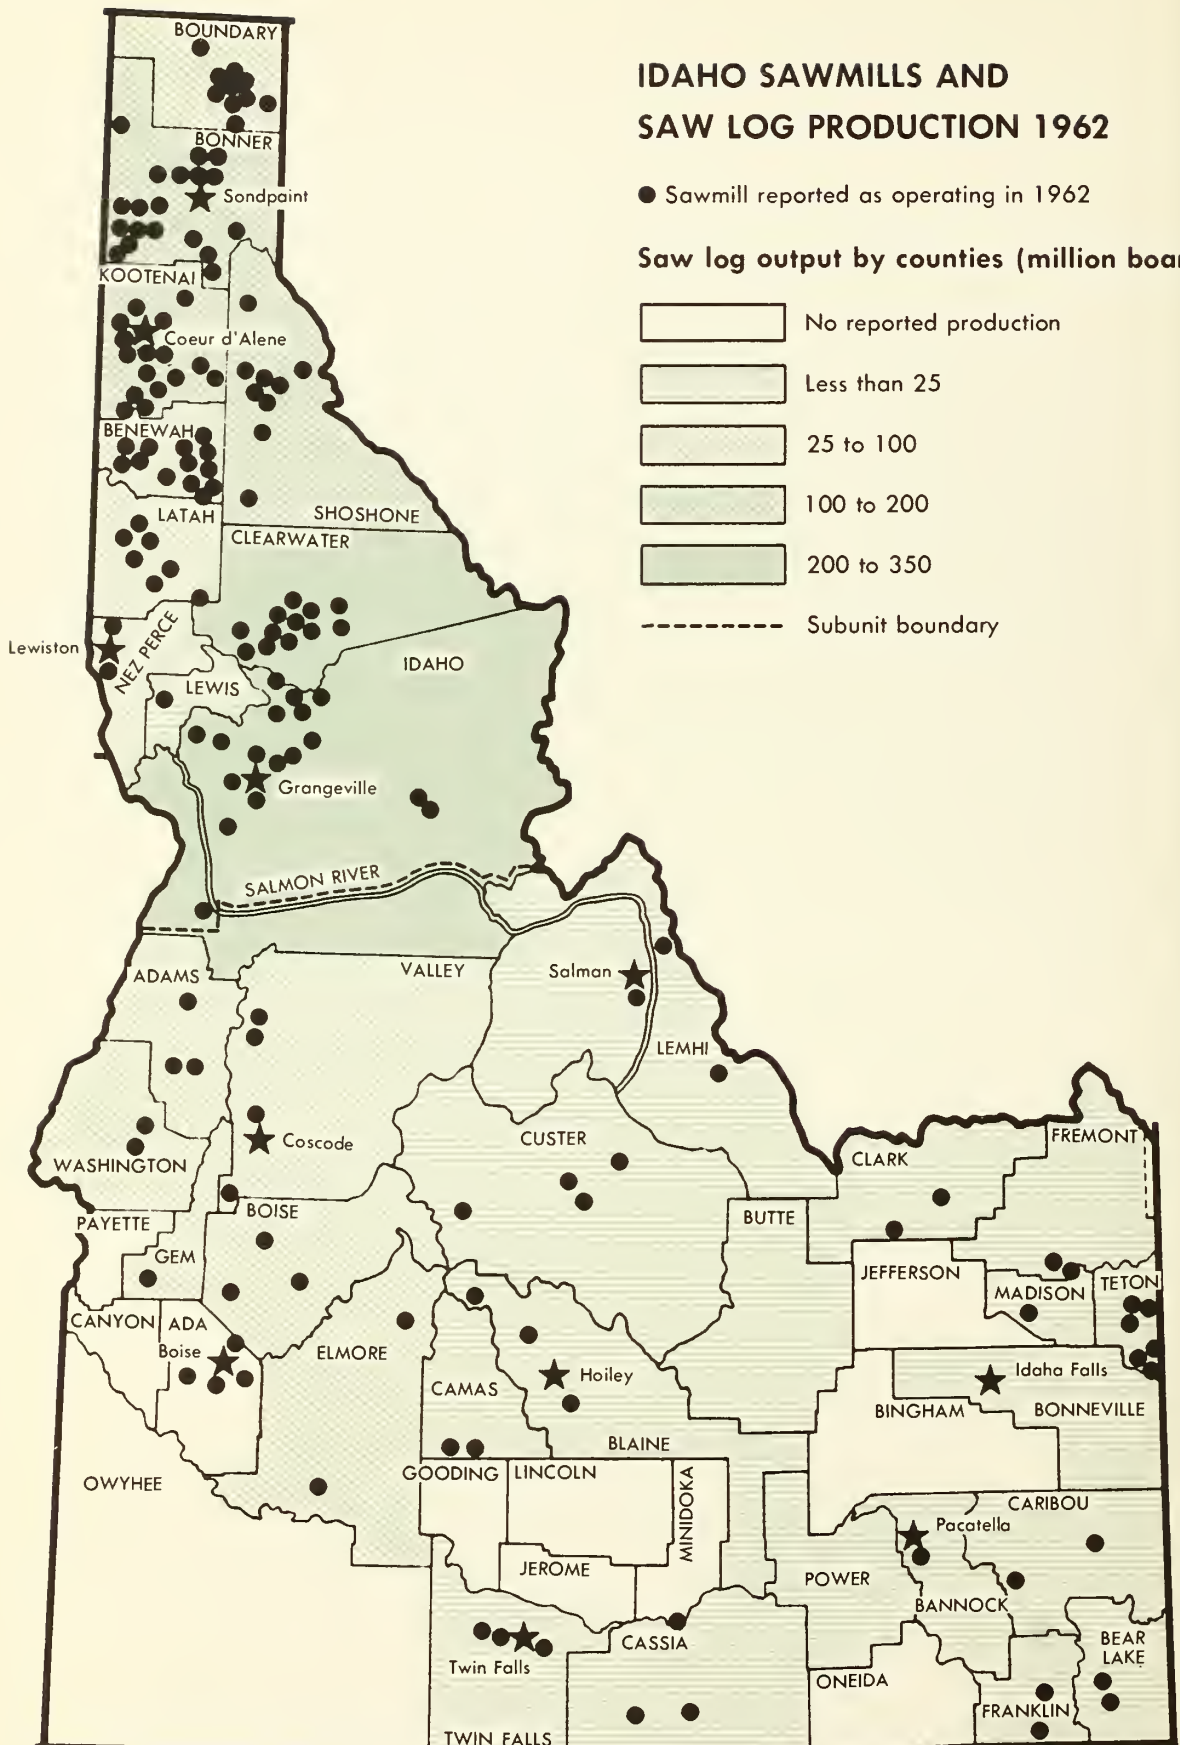 IDAHO SAWMILLS AND
SAW LOG PRODUCTION 1962
Sawmill reported as operating in 1962
Saw log output by counties (million boar
No reported production
Less than 25
25 to 100
100 to 200
200 to 350
Subunit boundary
BOUNDARY
BONNER
Sondpaint
KOOTENAI
Coeur d'Alene
BENEWAH
LATAH
SHOSHONE
CLEARWATER
Lewiston
NEZ PERCE
LEWIS
IDAHO
Grangeville
SALMON RIVER
ADAMS
VALLEY
Salman
LEMHI
Coscode
CUSTER
WASHINGTON
CLARK
FREMONT
PAYETTE
BOISE
BUTTE
GEM
JEFFERSON
MADISON
TETON
CANYON
ADA
Boise
ELMORE
Hoiley
Idaha Falls
CAMAS
BINGHAM
BONNEVILLE
BLAINE
OWYHEE
GOODING
LINCOLN
MINIDOKA
CARIBOU
Pacatella
JEROME
POWER
BANNOCK
CASSIA
Twin Falls
BEAR
LAKE
ONEIDA
FRANKLIN
TWIN FALLS